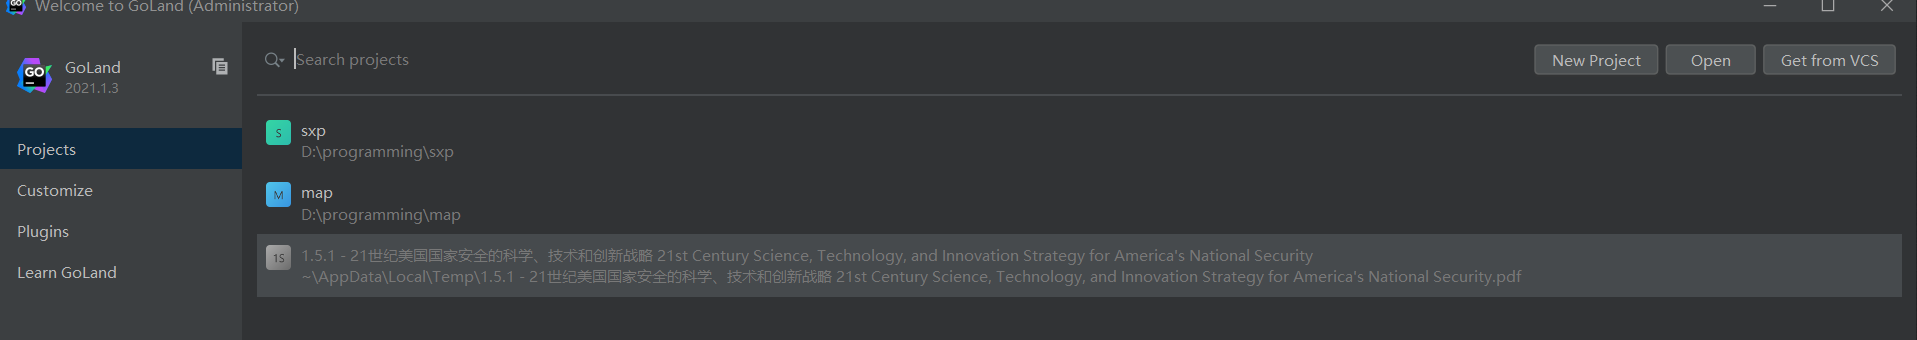 Welcome to GoLand (Administrator)
GO
GoLand
2021.1.3
Search projects
New Project
Open
Get from VCS
Projects
Customize
Plugins
Learn GoLand
S
sxp
D:\programming\sxp
M
map
D:\programming\map
1S
1.5.1 - 21世纪美国国家安全的科学、技术和创新战略 21st Century Science, Technology, and Innovation Strategy for America's National Security
~\AppData\Local\Temp\1.5.1 - 21世纪美国国家安全的科学、技术和创新战略 21st Century Science, Technology, and Innovation Strategy for America's National Security.pdf